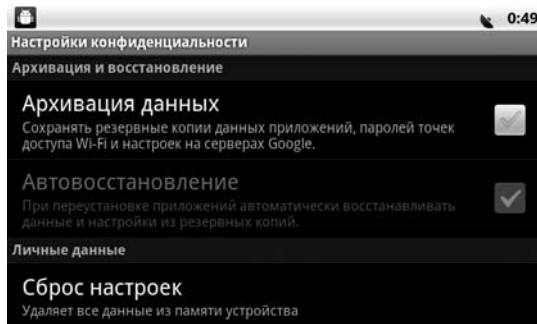 0:49
Настройки конфиденциальности
Архивация и восстановление
Архивация данных
Сохранять резервные копии данных приложений, паролей точек
доступа Wi-Fi и настроек на серверах Google.
Автовосстановление
При переустановке приложений автоматически восстанавливать
данные и настройки из резервных копий.
Личные данные
Сброс настроек
Удаляет все данные из памяти устройства